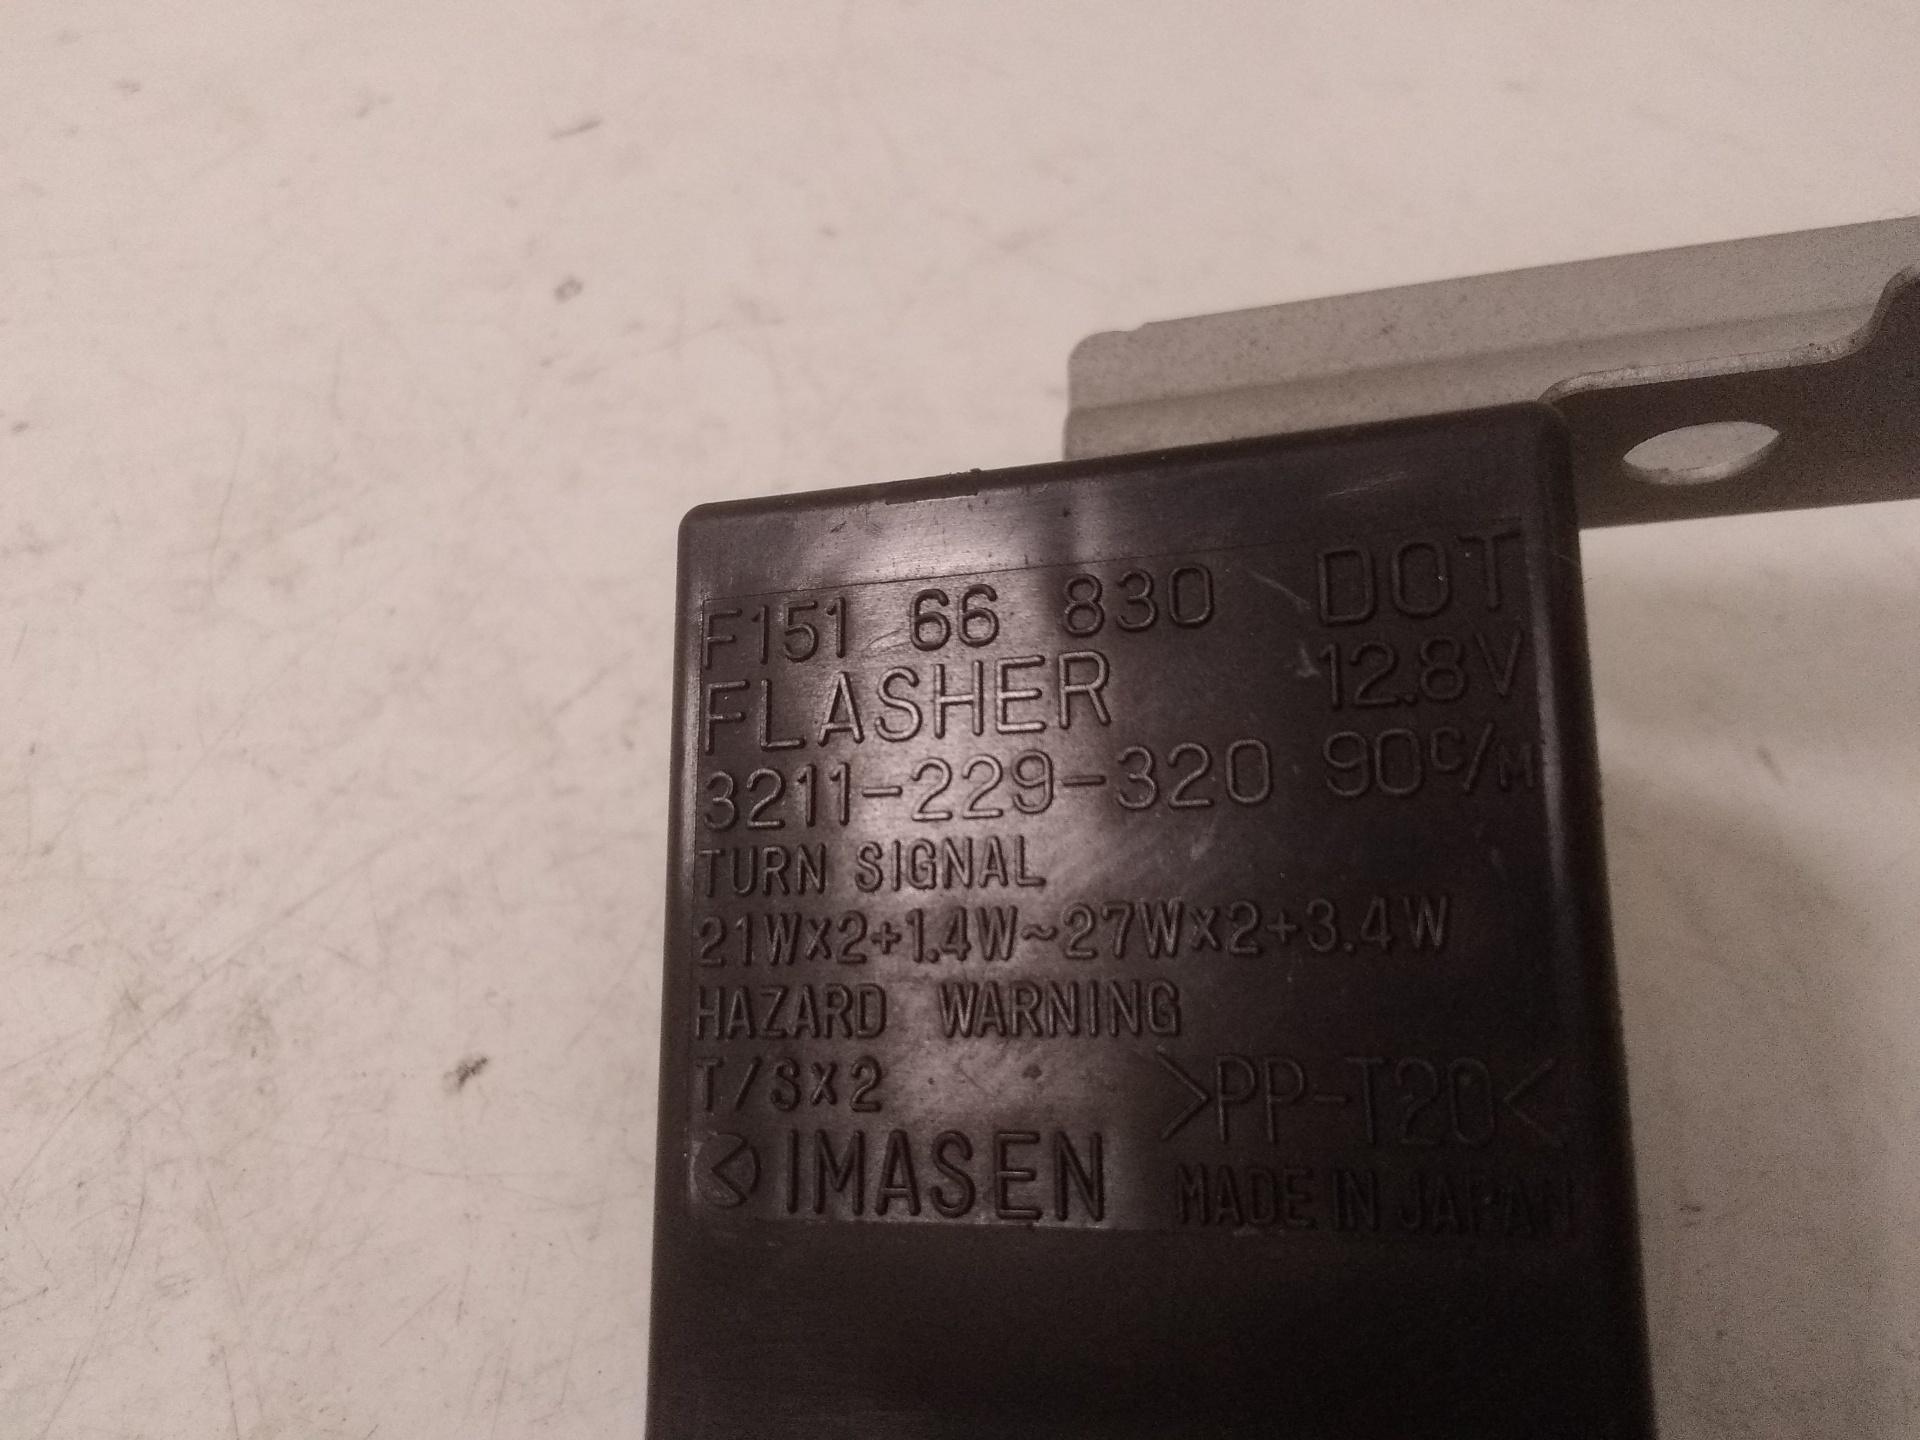 F151 66 830 DOT
FLASHER 12.8V
3211-229-320 90C/M
TURN SIGNAL
21W×2+1.4W~27W×2+3.4W
HAZARD WARNING
T/S×2 >PP-T20<
IMASEN MADE IN JAPAN